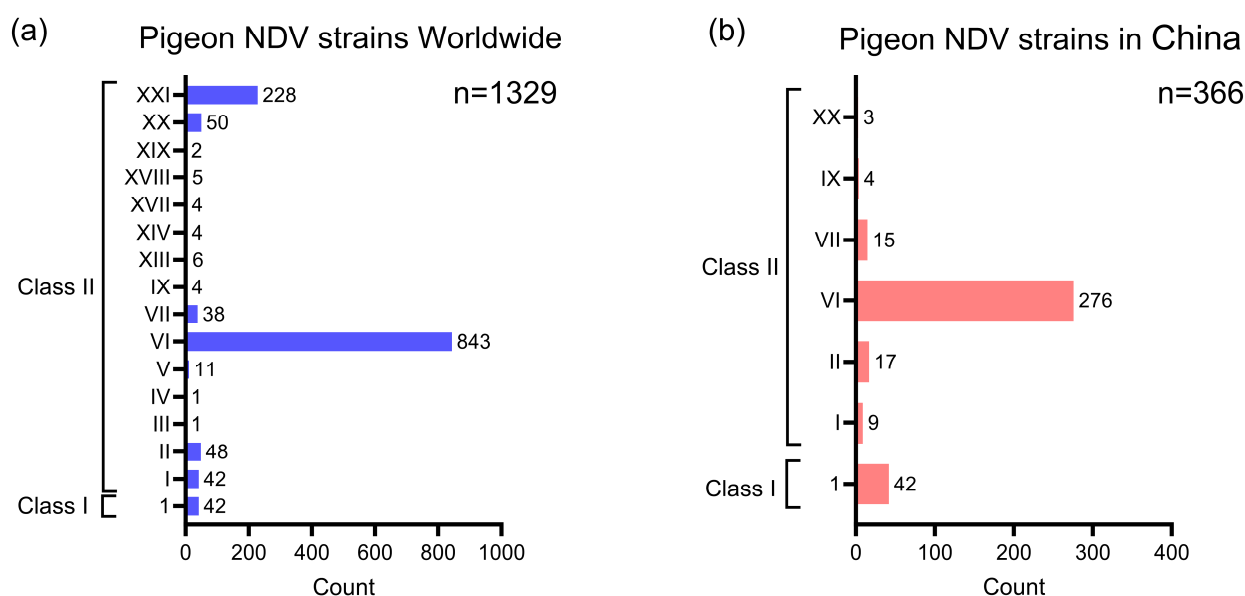 (a)
Pigeon NDV strains Worldwide
n=1329
XXI 228
XX 50
XIX 2
XVIII 5
XVII 4
XIV 4
XIII 6
IX 4
Class II
VII 38
VI 843
V 11
IV 1
III 1
II 48
I 42
Class I
1 42
0 200 400 600 800 1000
Count
(b)
Pigeon NDV strains in China
n=366
XX 3
IX 4
VII 15
Class II
VI 276
II 17
I 9
Class I
1 42
0 100 200 300 400
Count